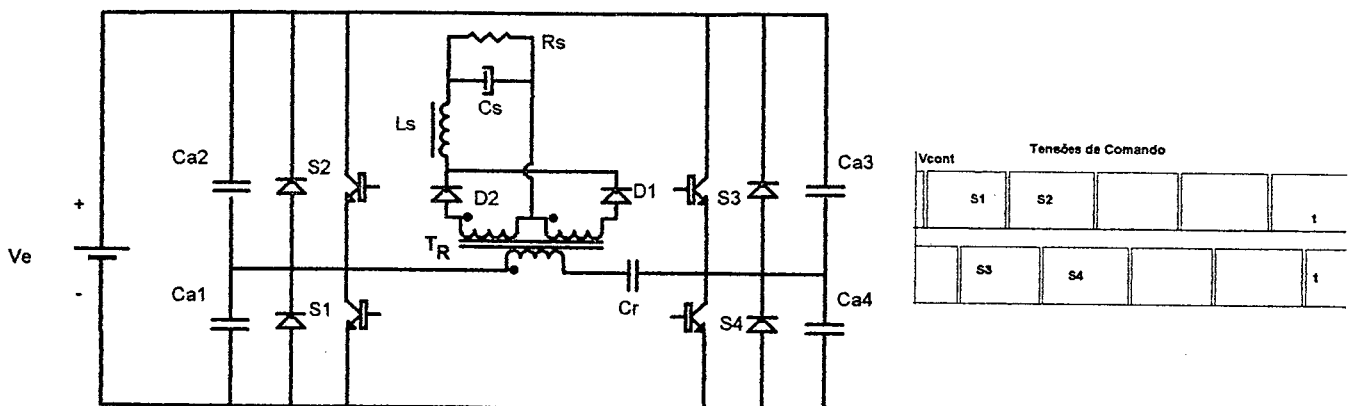 Rs
Cs
Ls
Ca2
S2
D2
D1
S3
Ca3
+
Ve
-
TR
Ca1
S1
Cr
S4
Ca4
Tensões de Comando
Vcont
S1
S2
t
S3
S4
t